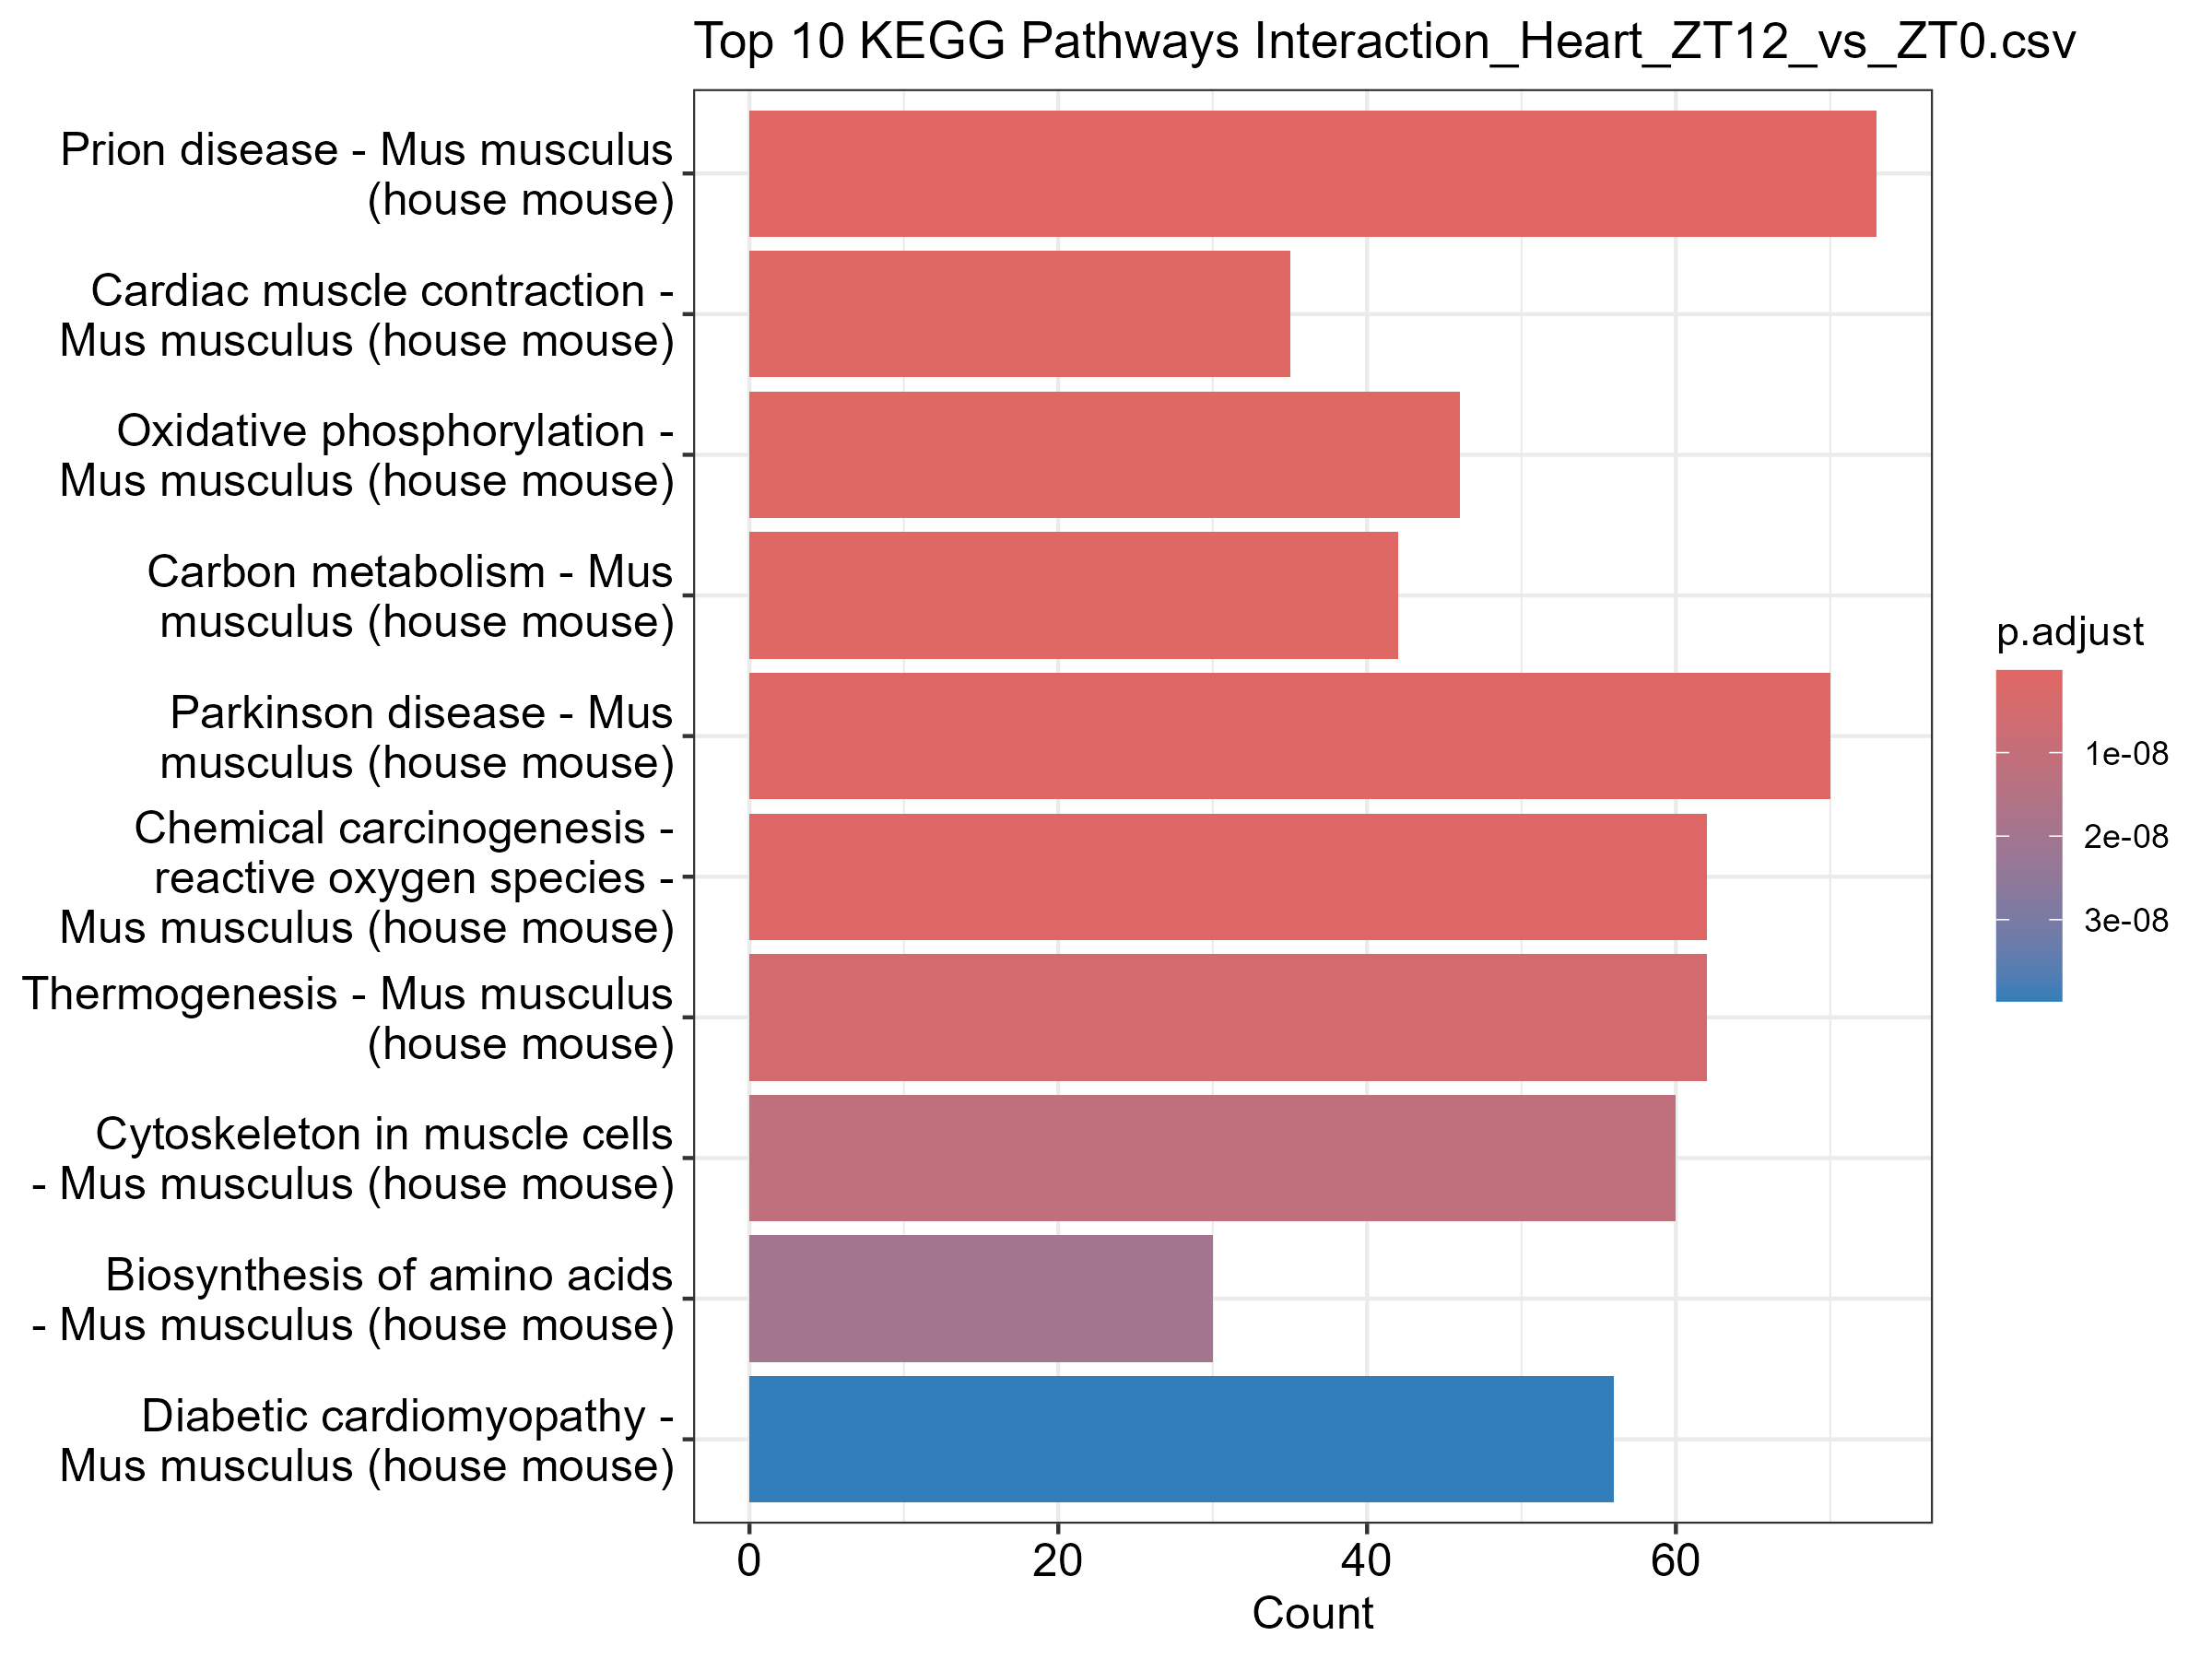 Top 10 KEGG Pathways Interaction_Heart_ZT12_vs_ZT0.csv
Prion disease - Mus musculus
(house mouse)
Cardiac muscle contraction -
Mus musculus (house mouse)
Oxidative phosphorylation -
Mus musculus (house mouse)
Carbon metabolism - Mus
musculus (house mouse)
Parkinson disease - Mus
musculus (house mouse)
Chemical carcinogenesis -
reactive oxygen species -
Mus musculus (house mouse)
Thermogenesis - Mus musculus
(house mouse)
Cytoskeleton in muscle cells
- Mus musculus (house mouse)
Biosynthesis of amino acids
- Mus musculus (house mouse)
Diabetic cardiomyopathy -
Mus musculus (house mouse)
0 20 40 60
Count
p.adjust
1e-08
2e-08
3e-08